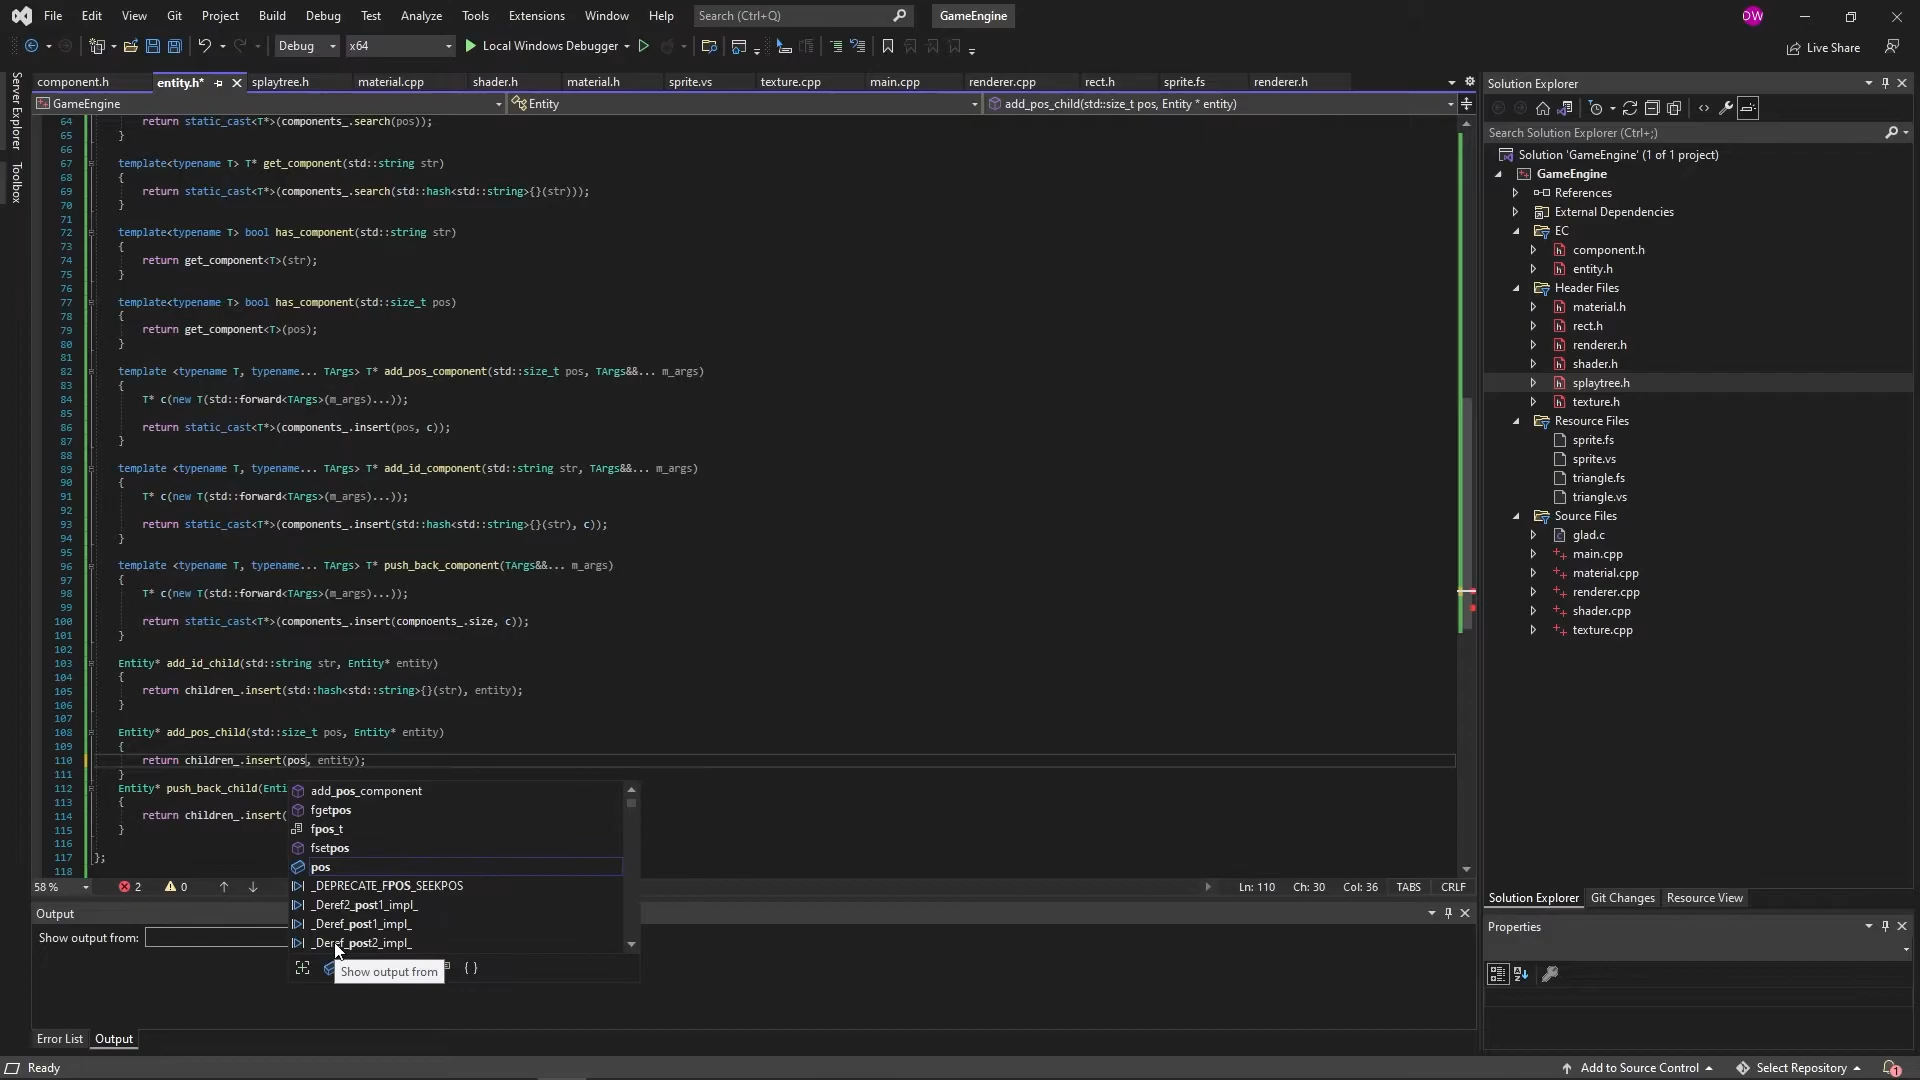 File Edit View Git Project Build Debug Test Analyze Tools Extensions Window Help Search (Ctrl+Q) GameEngine DW
Debug x64 Local Windows Debugger Live Share
Server Explorer
Toolbox
component.h entity.h* splaytree.h material.cpp shader.h material.h sprite.vs texture.cpp main.cpp renderer.cpp rect.h sprite.fs renderer.h
GameEngine Entity add_pos_child(std::size_t pos, Entity * entity)
64 return static_cast<T*>(components_.search(pos));
65 }
66
67 template<typename T> T* get_component(std::string str)
68 {
69 return static_cast<T*>(components_.search(std::hash<std::string>{}(str)));
70 }
71
72 template<typename T> bool has_component(std::string str)
73 {
74 return get_component<T>(str);
75 }
76
77 template<typename T> bool has_component(std::size_t pos)
78 {
79 return get_component<T>(pos);
80 }
81
82 template <typename T, typename... TArgs> T* add_pos_component(std::size_t pos, TArgs&&... m_args)
83 {
84 T* c(new T(std::forward<TArgs>(m_args)...));
85
86 return static_cast<T*>(components_.insert(pos, c));
87 }
88
89 template <typename T, typename... TArgs> T* add_id_component(std::string str, TArgs&&... m_args)
90 {
91 T* c(new T(std::forward<TArgs>(m_args)...));
92
93 return static_cast<T*>(components_.insert(std::hash<std::string>{}(str), c));
94 }
95
96 template <typename T, typename... TArgs> T* push_back_component(TArgs&&... m_args)
97 {
98 T* c(new T(std::forward<TArgs>(m_args)...));
99
100 return static_cast<T*>(components_.insert(compnoents_.size, c));
101 }
102
103 Entity* add_id_child(std::string str, Entity* entity)
104 {
105 return children_.insert(std::hash<std::string>{}(str), entity);
106 }
107
108 Entity* add_pos_child(std::size_t pos, Entity* entity)
109 {
110 return children_.insert(pos, entity);
111 }
112 Entity* push_back_child(Enti
113 {
114 return children_.insert(
115 }
116
117 };
118
add_pos_component
fgetpos
fpos_t
fsetpos
pos
_DEPRECATE_FPOS_SEEKPOS
_Deref2_post1_impl_
_Deref_post1_impl_
_Deref_post2_impl_
{ }
Show output from
58 % 2 0 Ln: 110 Ch: 30 Col: 36 TABS CRLF
Output
Show output from:
Error List Output
Solution Explorer
Search Solution Explorer (Ctrl+;)
Solution 'GameEngine' (1 of 1 project)
GameEngine
References
External Dependencies
EC
component.h
entity.h
Header Files
material.h
rect.h
renderer.h
shader.h
splaytree.h
texture.h
Resource Files
sprite.fs
sprite.vs
triangle.fs
triangle.vs
Source Files
glad.c
main.cpp
material.cpp
renderer.cpp
shader.cpp
texture.cpp
Solution Explorer Git Changes Resource View
Properties
Ready Add to Source Control Select Repository 1